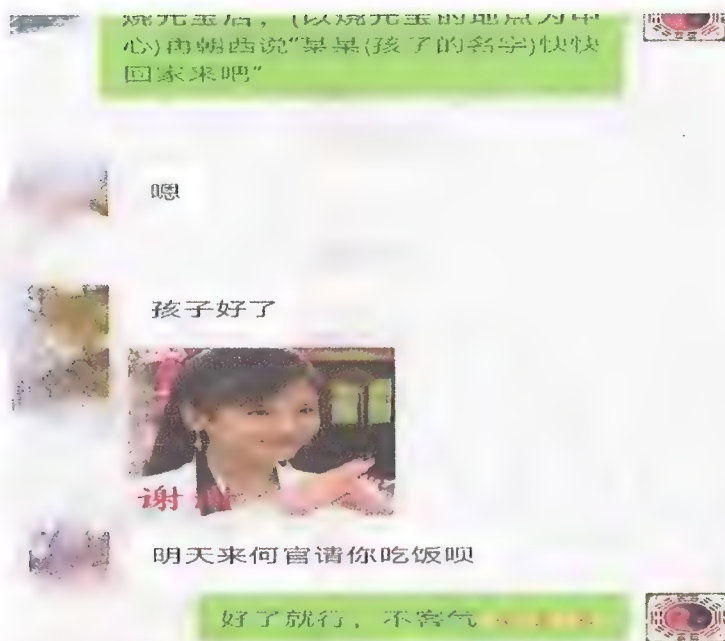 烧元宝后，(以烧元宝的地点为中
心)再朝西说“某某(孩子的名字)快快
回家来吧”
嗯
孩子好了
谢谢
明天来何官请你吃饭呗
好了就行，不客气